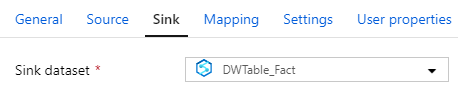 General Source Sink Mapping Settings User properties
Sink dataset * DWTable_Fact